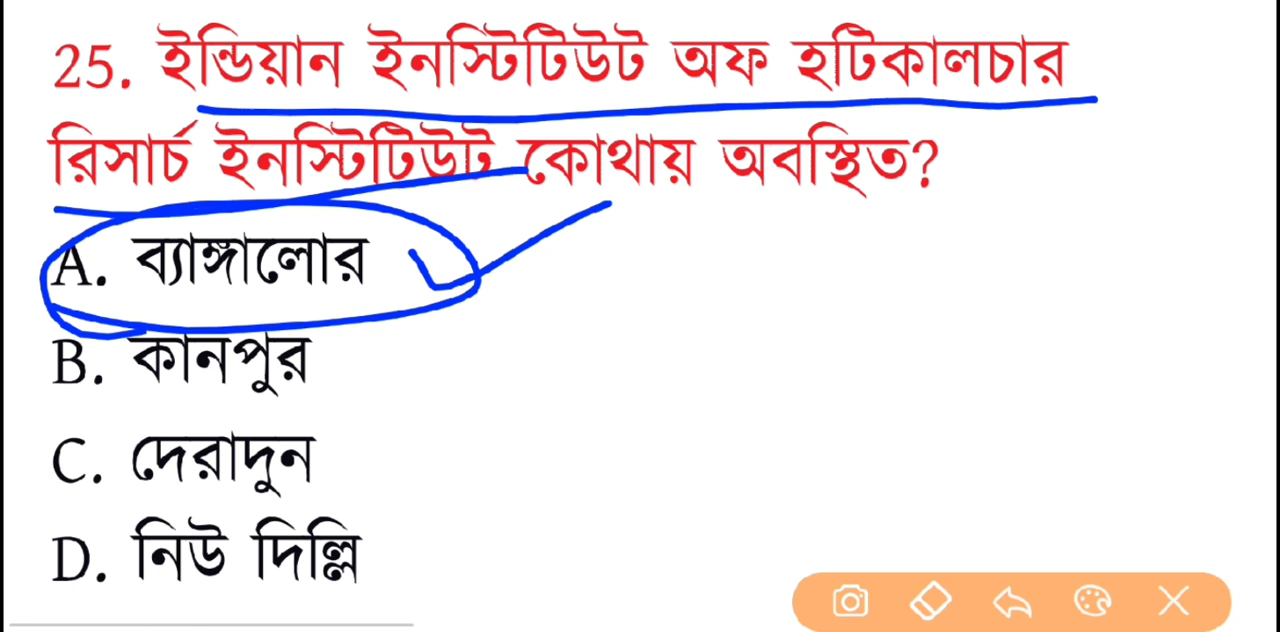 25. ইন্ডিয়ান ইনস্টিটিউট অফ হর্টিকালচার
রিসার্চ ইনস্টিটিউট কোথায় অবস্থিত?
A. ব্যাঙ্গালোর
B. কানপুর
C. দেরাদুন
D. নিউ দিল্লি